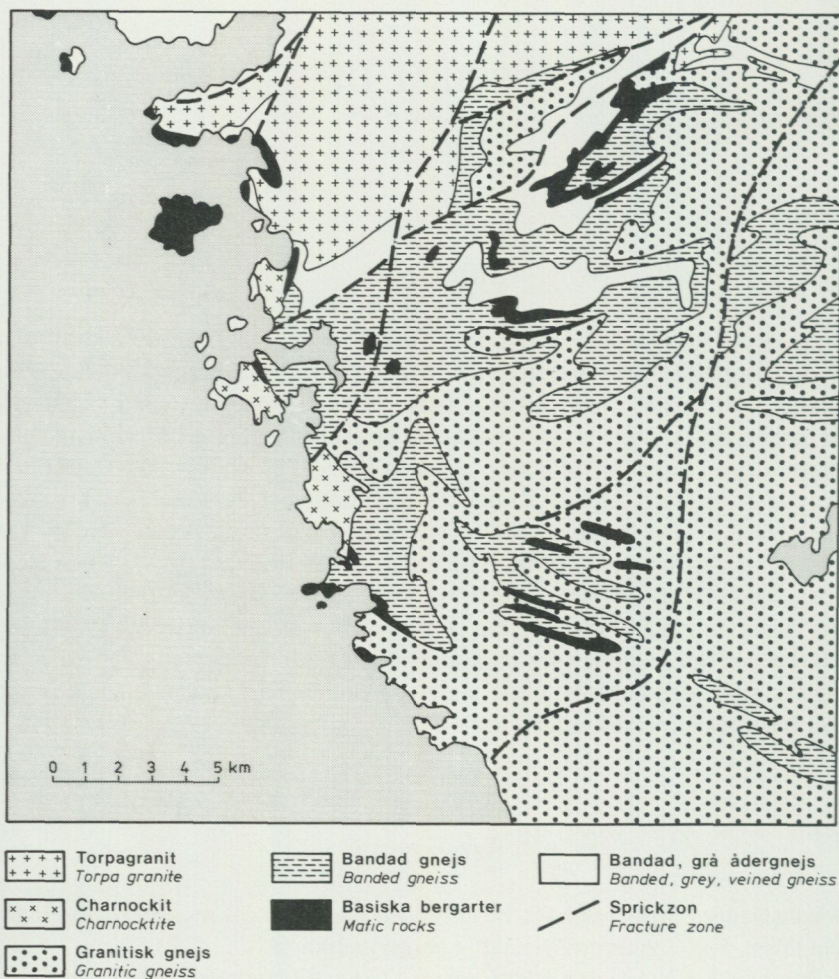 0 1 2 3 4 5 km
Torpagranit
Torpa granite
Charnockit
Charnocktite
Granitisk gnejs
Granitic gneiss
Bandad gnejs
Banded gneiss
Basiska bergarter
Mafic rocks
Bandad, grå ådergnejs
Banded, grey, veined gneiss
Sprickzon
Fracture zone